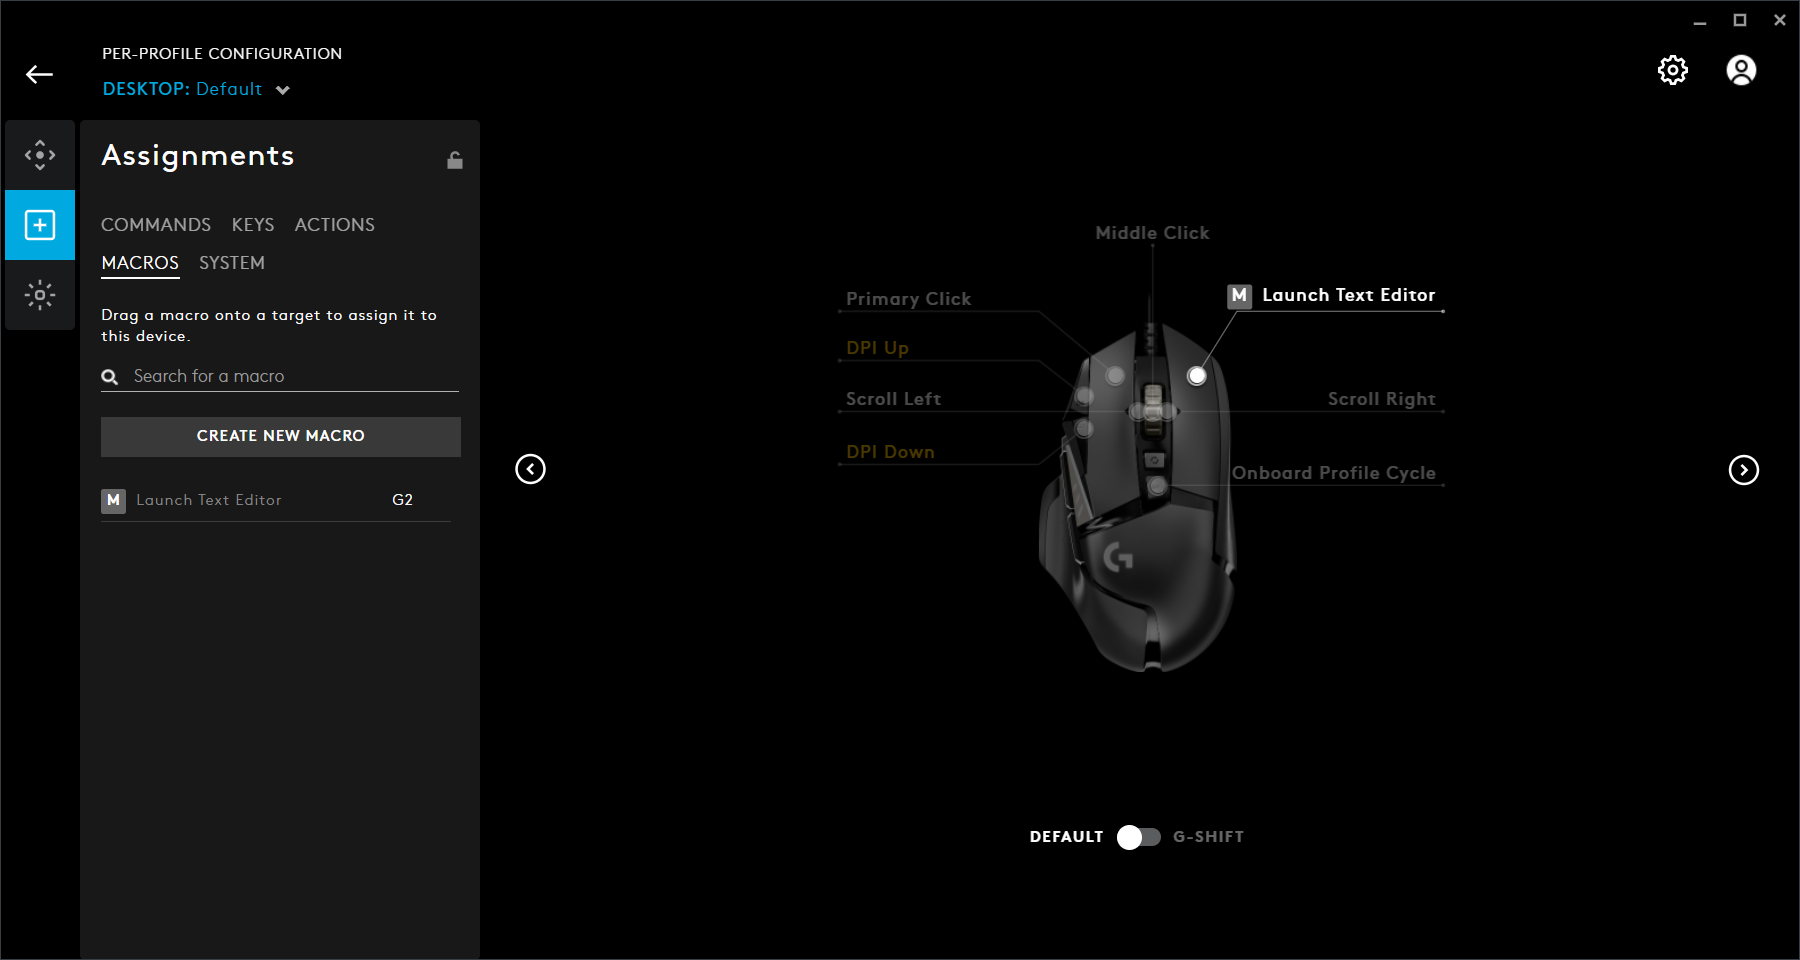 PER-PROFILE CONFIGURATION
DESKTOP: Default
Assignments
COMMANDS KEYS ACTIONS
MACROS SYSTEM
Drag a macro onto a target to assign it to
this device.
Search for a macro
CREATE NEW MACRO
M Launch Text Editor G2
Middle Click
Primary Click
M Launch Text Editor
DPI Up
Scroll Left
Scroll Right
DPI Down
Onboard Profile Cycle
G
DEFAULT G-SHIFT